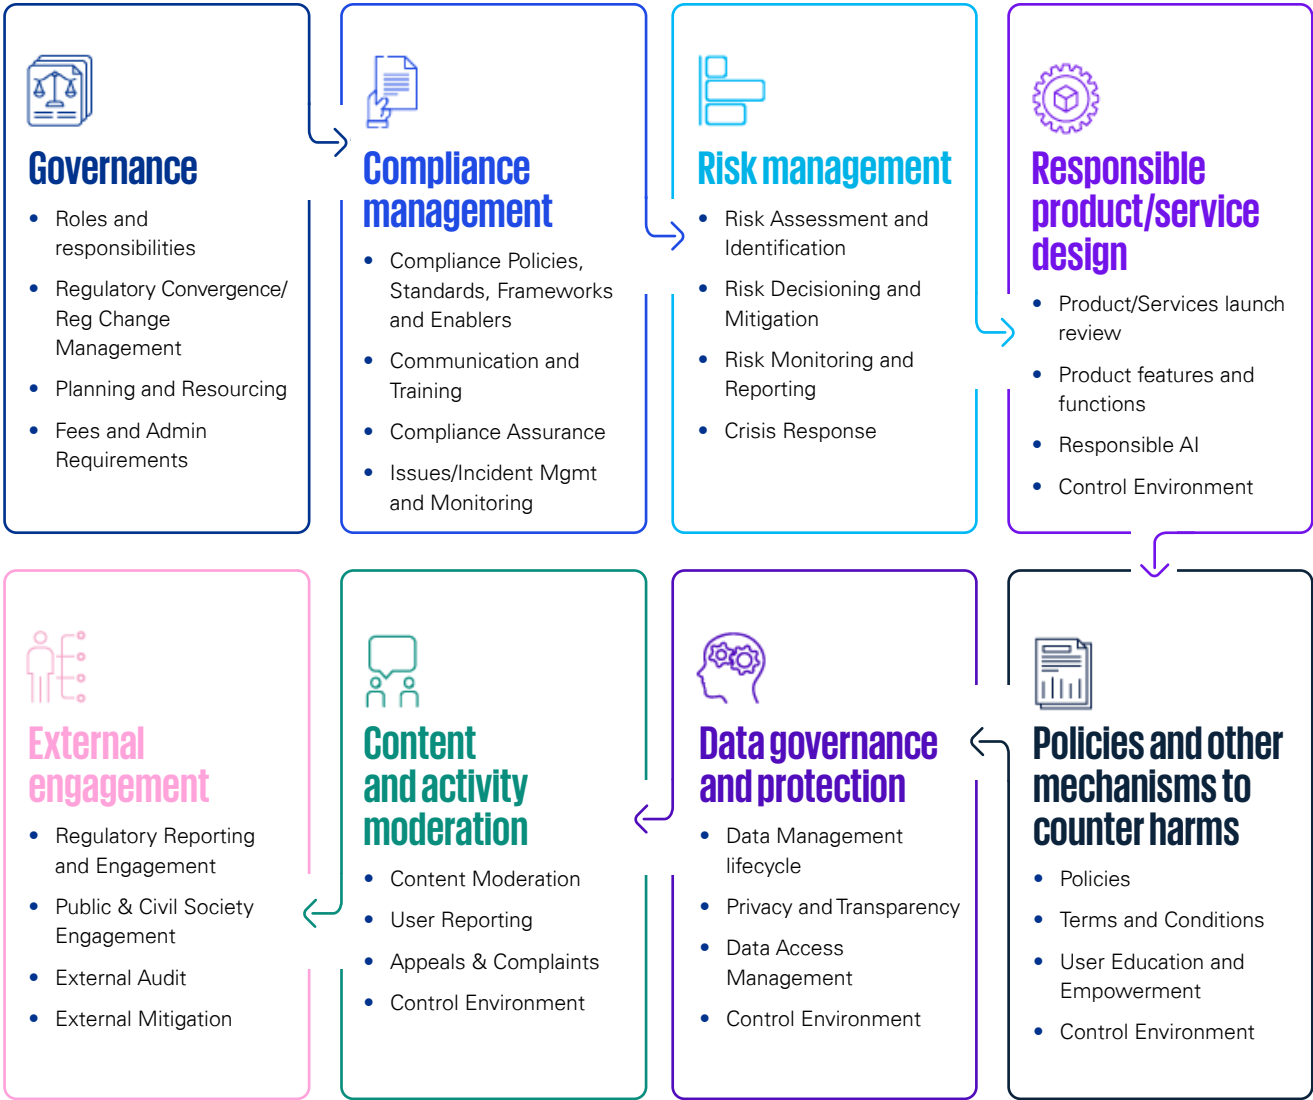 Governance
• Roles and
responsibilities
• Regulatory Convergence/
Reg Change
Management
• Planning and Resourcing
• Fees and Admin
Requirements
Compliance
management
• Compliance Policies,
Standards, Frameworks
and Enablers
• Communication and
Training
• Compliance Assurance
• Issues/Incident Mgmt
and Monitoring
Risk management
• Risk Assessment and
Identification
• Risk Decisioning and
Mitigation
• Risk Monitoring and
Reporting
• Crisis Response
Responsible
product/service
design
• Product/Services launch
review
• Product features and
functions
• Responsible AI
• Control Environment
Policies and other
mechanisms to
counter harms
• Policies
• Terms and Conditions
• User Education and
Empowerment
• Control Environment
Data governance
and protection
• Data Management
lifecycle
• Privacy and Transparency
• Data Access
Management
• Control Environment
Content
and activity
moderation
• Content Moderation
• User Reporting
• Appeals & Complaints
• Control Environment
External
engagement
• Regulatory Reporting
and Engagement
• Public & Civil Society
Engagement
• External Audit
• External Mitigation